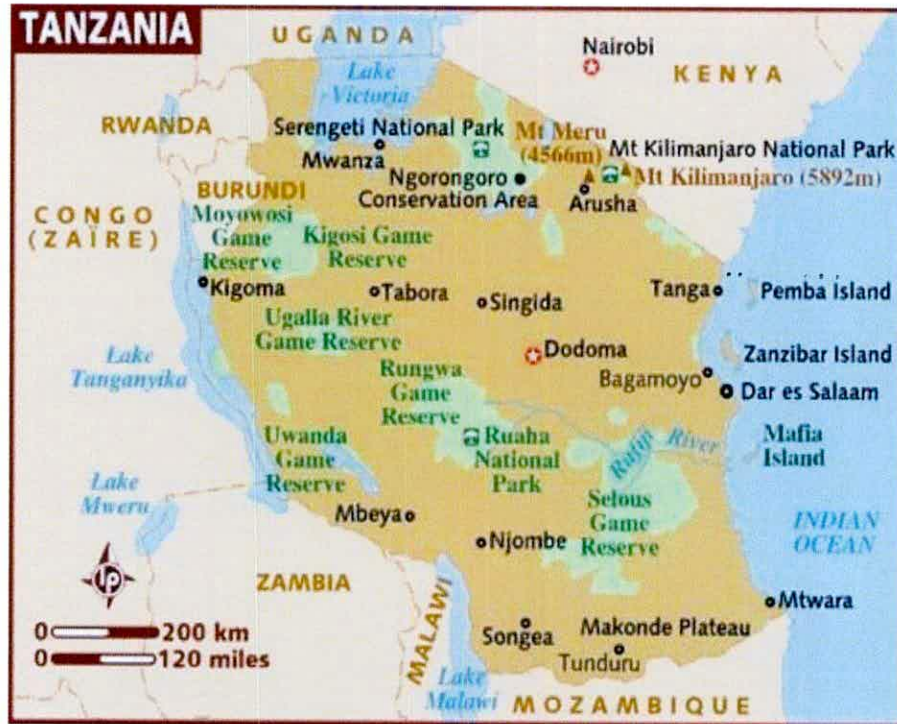 TANZANIA
UGANDA
Nairobi
KENYA
Lake
Victoria
RWANDA
Serengeti National Park
Mt Meru
(4566m)
Mt Kilimanjaro National Park
Mwanza
Mt Kilimanjaro (5892m)
Ngorongoro
Conservation Area
Arusha
BURUNDI
CONGO
(ZAÏRE)
Moyowosi
Game
Reserve
Kigosi Game
Reserve
Kigoma
Tabora
Singida
Tanga
Pemba Island
Ugalla River
Game Reserve
Dodoma
Zanzibar Island
Lake
Tanganyika
Rungwa
Game
Reserve
Bagamoyo
Dar es Salaam
Uwanda
Game
Reserve
Ruaha
National
Park
Rufiji
River
Mafia
Island
Lake
Mweru
Selous
Game
Reserve
Mbeya
Njombe
INDIAN
OCEAN
lp
ZAMBIA
MALAWI
Mtwara
0 200 km
0 120 miles
Songea
Makonde Plateau
Tunduru
Lake
Malawi
MOZAMBIQUE